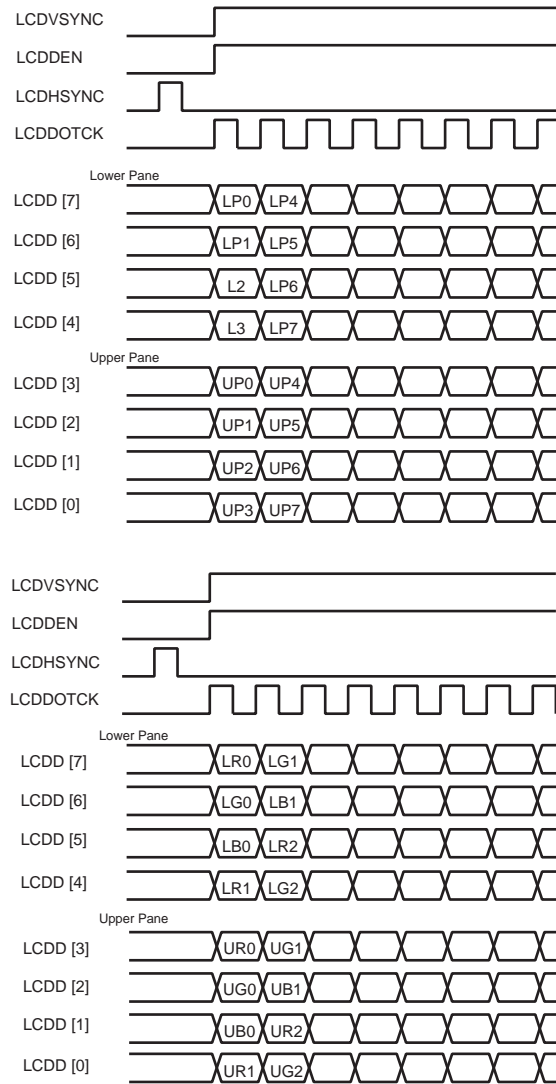 LCDVSYNC
LCDDEN
LCDHSYNC
LCDDOTCK
Lower Pane
LCDD [7] LP0 LP4
LCDD [6] LP1 LP5
LCDD [5] L2 LP6
LCDD [4] L3 LP7
Upper Pane
LCDD [3] UP0 UP4
LCDD [2] UP1 UP5
LCDD [1] UP2 UP6
LCDD [0] UP3 UP7
LCDVSYNC
LCDDEN
LCDHSYNC
LCDDOTCK
Lower Pane
LCDD [7] LR0 LG1
LCDD [6] LG0 LB1
LCDD [5] LB0 LR2
LCDD [4] LR1 LG2
Upper Pane
LCDD [3] UR0 UG1
LCDD [2] UG0 UB1
LCDD [1] UB0 UR2
LCDD [0] UR1 UG2